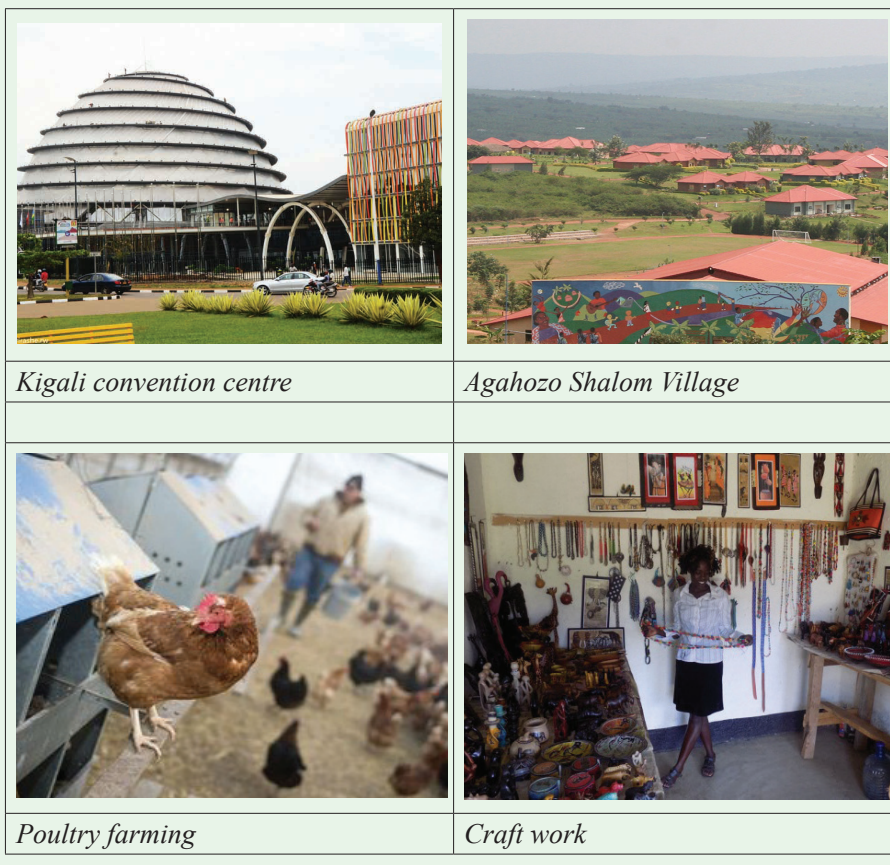 Kigali convention centre
Agahozo Shalom Village
Poultry farming
Craft work